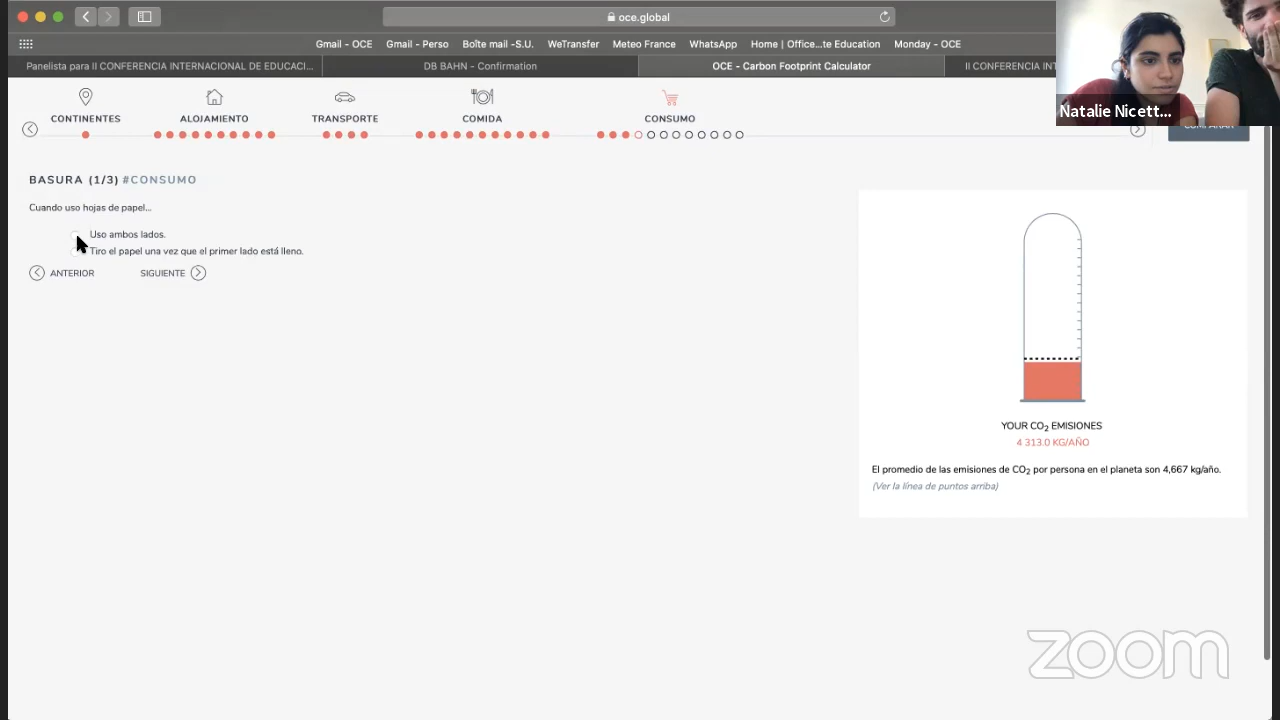 oce.global
Gmail - OCE
Gmail - Perso
Boîte mail -S.U.
WeTransfer
Meteo France
WhatsApp
Home | Office...te Education
Monday - OCE
Panelista para II CONFERENCIA INTERNACIONAL DE EDUCACI...
DB BAHN - Confirmation
OCE - Carbon Footprint Calculator
II CONFERENCIA INT
Natalie Nicett...
CONTINENTES
ALOJAMIENTO
TRANSPORTE
COMIDA
CONSUMO
COMPARAR
BASURA (1/3) #CONSUMO
Cuando uso hojas de papel...
Uso ambos lados.
Tiro el papel una vez que el primer lado está lleno.
ANTERIOR
SIGUIENTE
YOUR CO₂ EMISIONES
4 313.0 KG/AÑO
El promedio de las emisiones de CO₂ por persona en el planeta son 4,667 kg/año.
(Ver la línea de puntos arriba)
zoom